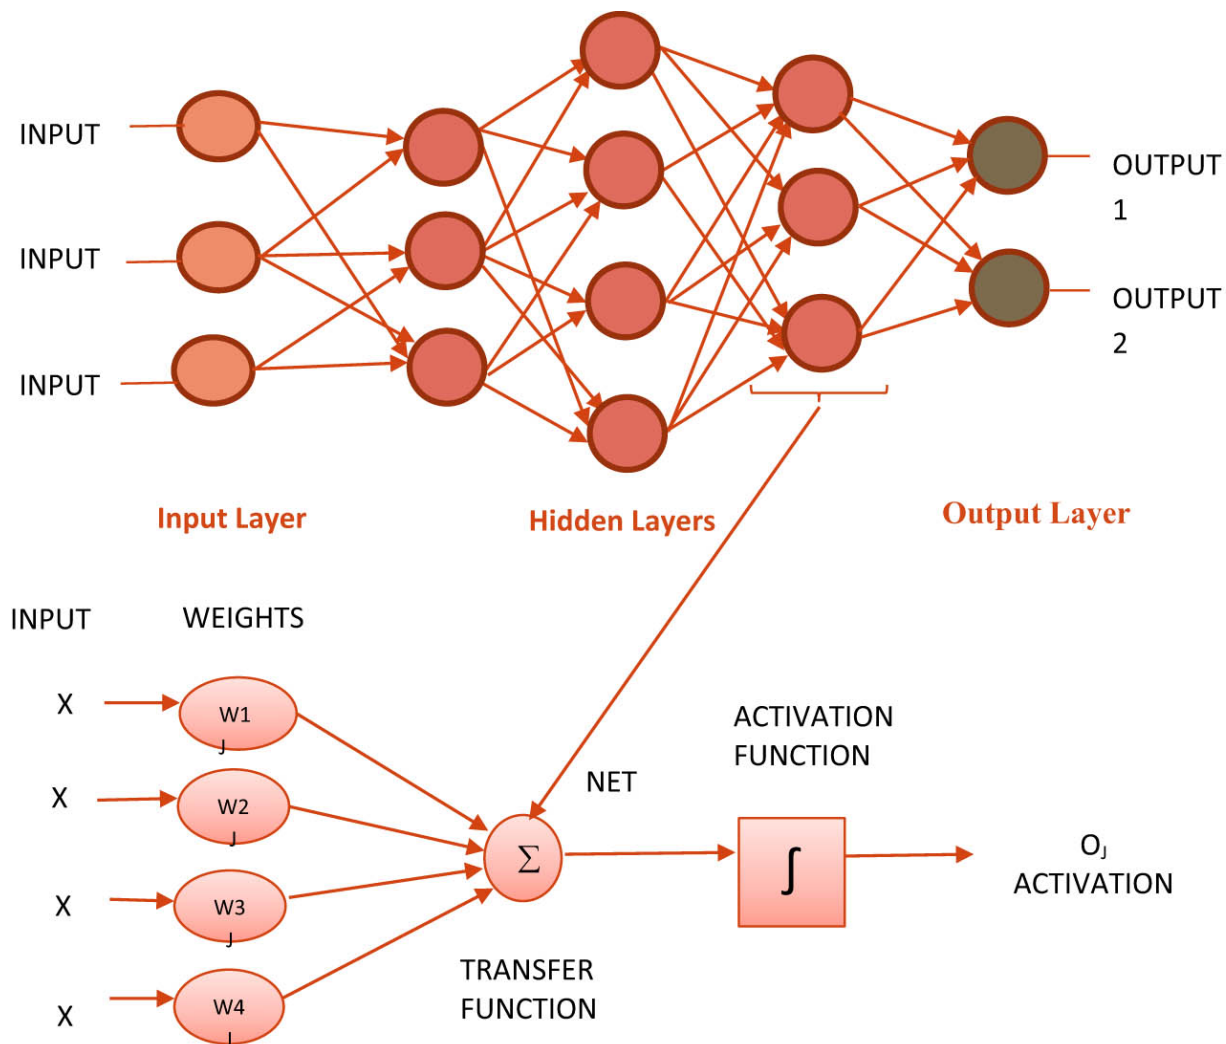 INPUT
OUTPUT
1
INPUT
OUTPUT
2
INPUT
Input Layer
Hidden Layers
Output Layer
INPUT
WEIGHTS
X
W1
J
ACTIVATION
FUNCTION
NET
X
W2
J
Σ
∫
OJ
ACTIVATION
X
W3
J
TRANSFER
FUNCTION
X
W4